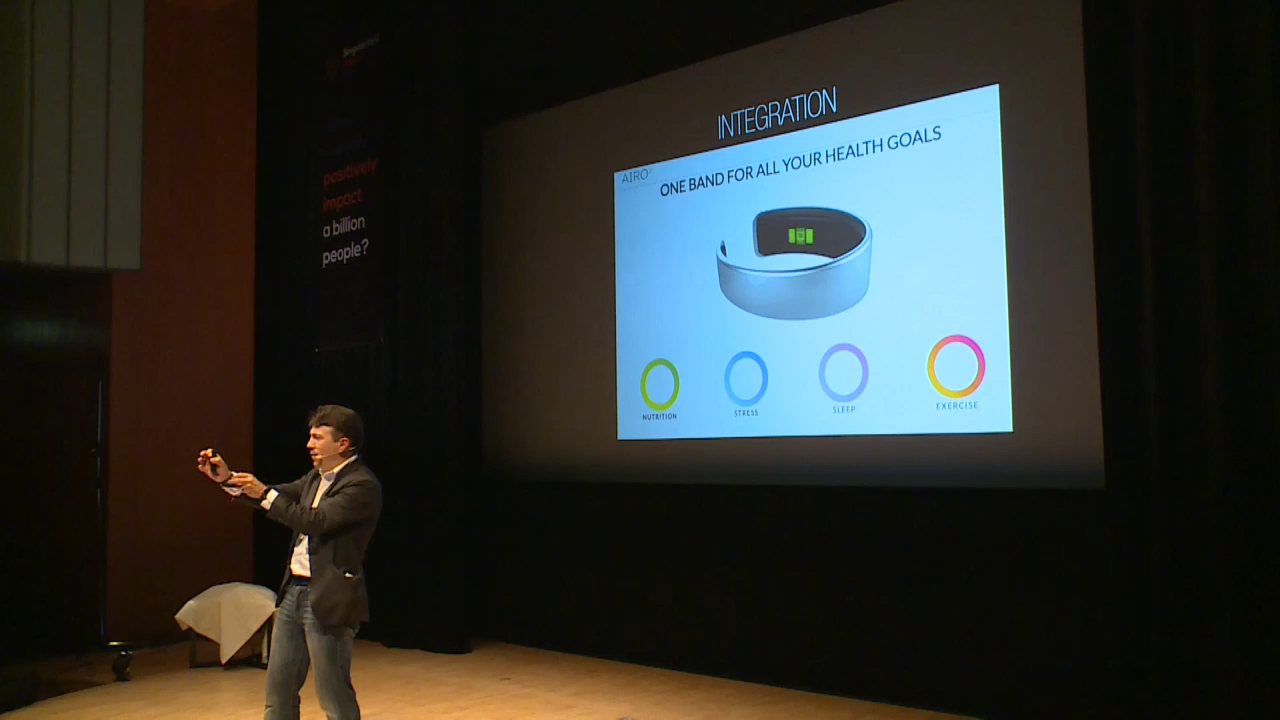 positively
impact
a billion
people?
INTEGRATION
AIRO
ONE BAND FOR ALL YOUR HEALTH GOALS
NUTRITION
STRESS
SLEEP
EXERCISE